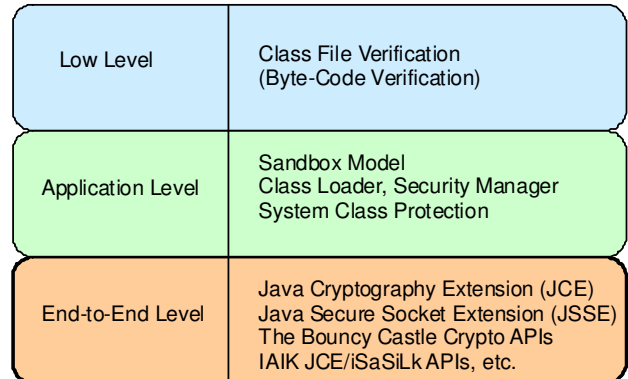 Low Level
Class File Verification
(Byte-Code Verification)
Application Level
Sandbox Model
Class Loader, Security Manager
System Class Protection
End-to-End Level
Java Cryptography Extension (JCE)
Java Secure Socket Extension (JSSE)
The Bouncy Castle Crypto APIs
IAIK JCE/iSaSiLk APIs, etc.